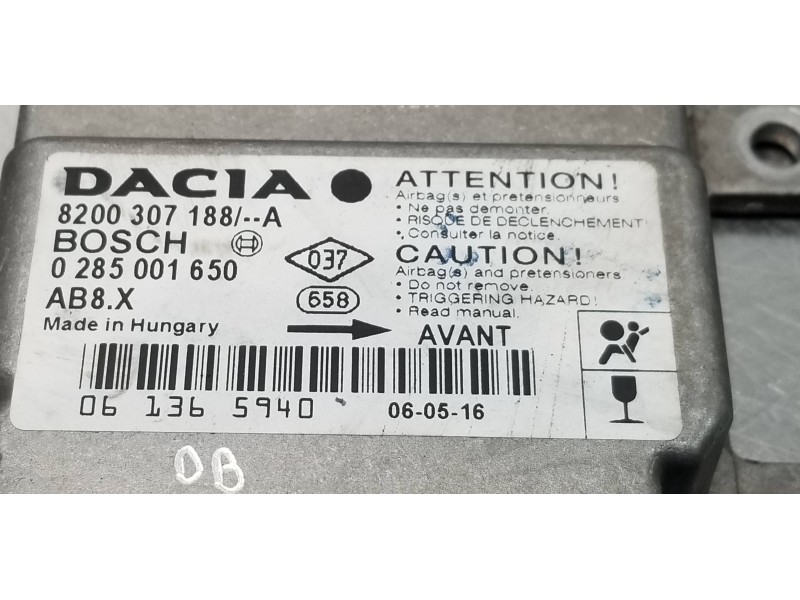 DACIA
8200 307 188/--A
BOSCH
0 285 001 650
AB8.X
Made in Hungary
037
658
ATTENTION!
Airbag(s) et pretensionneurs
• Ne pas demonter.
• RISQUE DE DECLENCHEMENT!
• Consulter la notice.
CAUTION!
Airbag(s) and pretensioners
• Do not remove.
• TRIGGERING HAZARD!
• Read manual.
AVANT
06 136 5940
06-05-16
DB